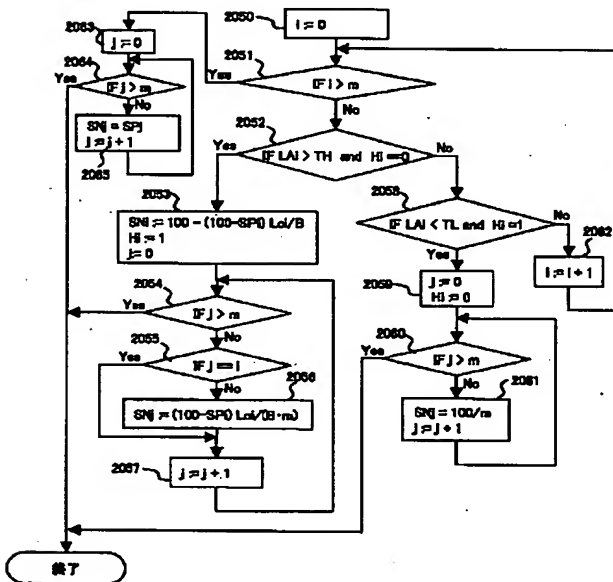 2050
i := 0
2063
j := 0
2051
Yes
IF i > m
No
2064
Yes
IF j > m
No
2052
Yes
IF LAi > TH and Hi ==0
No
SNj = SPj
j := j + 1
2065
2058
IF LAi < TL and Hi =1
No
Yes
2053
SNi := 100 - (100-SPi) Loi/B
Hi := 1
j := 0
2062
i := i + 1
2059
j := 0
Hi := 0
2054
Yes
IF j > m
No
2055
Yes
IF j == i
No
2060
Yes
IF j > m
No
2056
SNj := (100-SPi) Loi/(B·m)
2061
SNj = 100/m
j := j + 1
2057
j := j + 1
終了